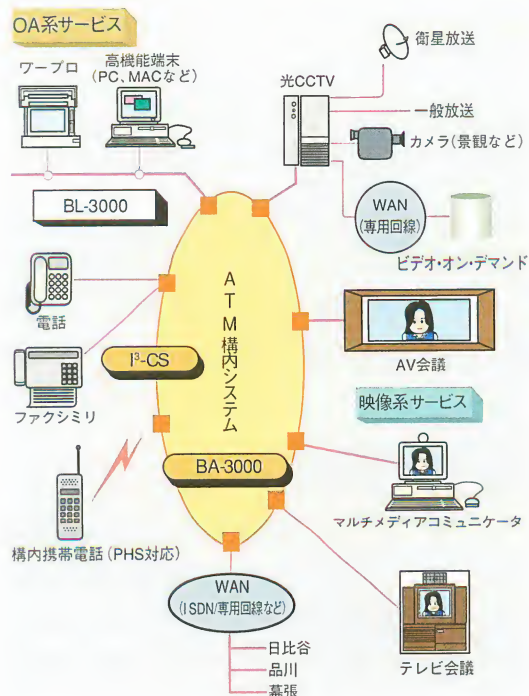 OA系サービス
ワープロ
高機能端末
(PC、MACなど)
BL-3000
光CCTV
衛星放送
一般放送
カメラ(景観など)
WAN
(専用回線)
ビデオ・オン・デマンド
電話
ファクシミリ
構内携帯電話(PHS対応)
ATM構内システム
I³-CS
BA-3000
AV会議
映像系サービス
マルチメディアコミュニケータ
テレビ会議
WAN
(ISDN/専用回線など)
日比谷
品川
幕張